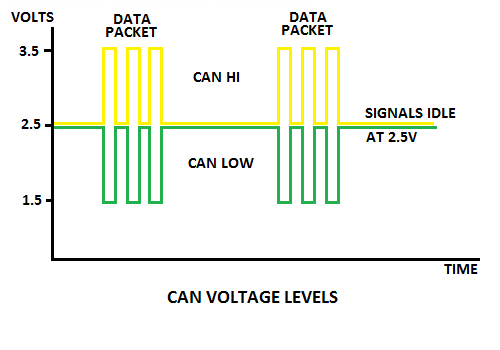 VOLTS
DATA
PACKET
DATA
PACKET
3.5
CAN HI
SIGNALS IDLE
2.5
AT 2.5V
CAN LOW
1.5
TIME
CAN VOLTAGE LEVELS